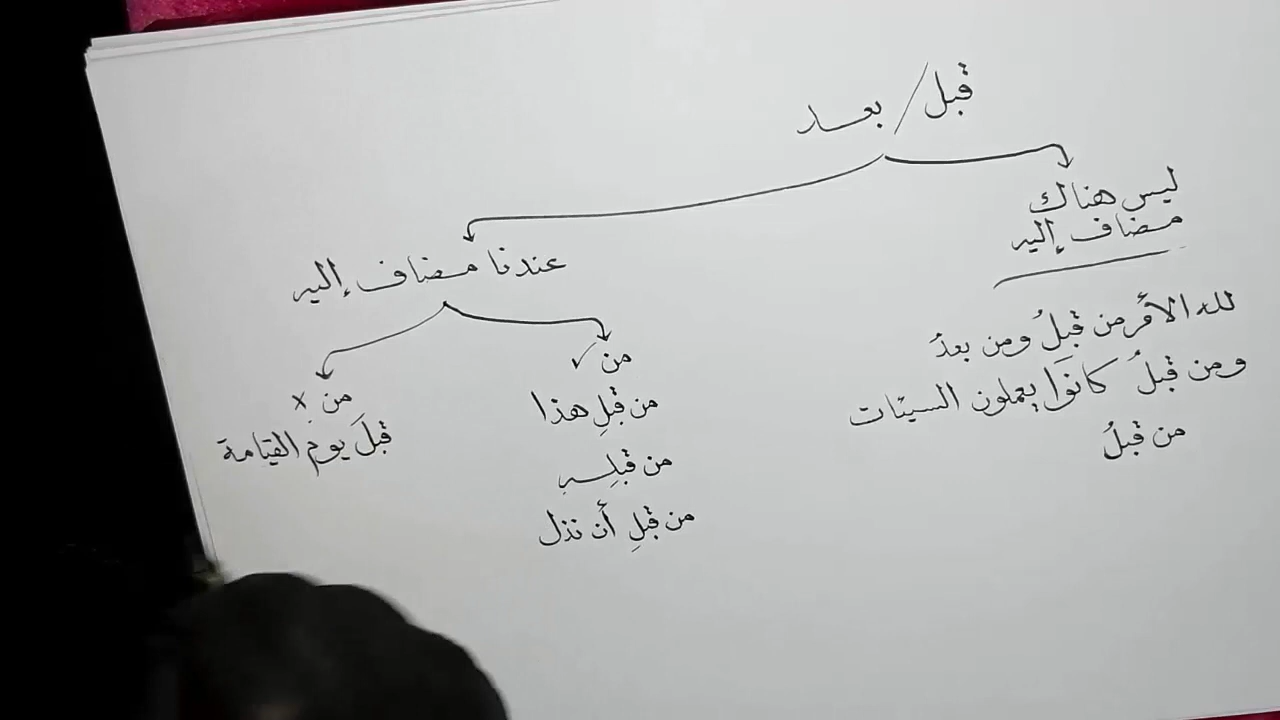 قبل / بعد
ليس هناك
مضاف إليه
لله الأمر من قبلُ ومن بعدُ
ومن قبلُ كانوا يعملون السيئات
من قبلُ
عندنا مضاف إليه
من ✓
من قبلِ هذا
من قبلِهِ
من قبلِ أن نذل
من ×
قبلَ يومِ القيامة